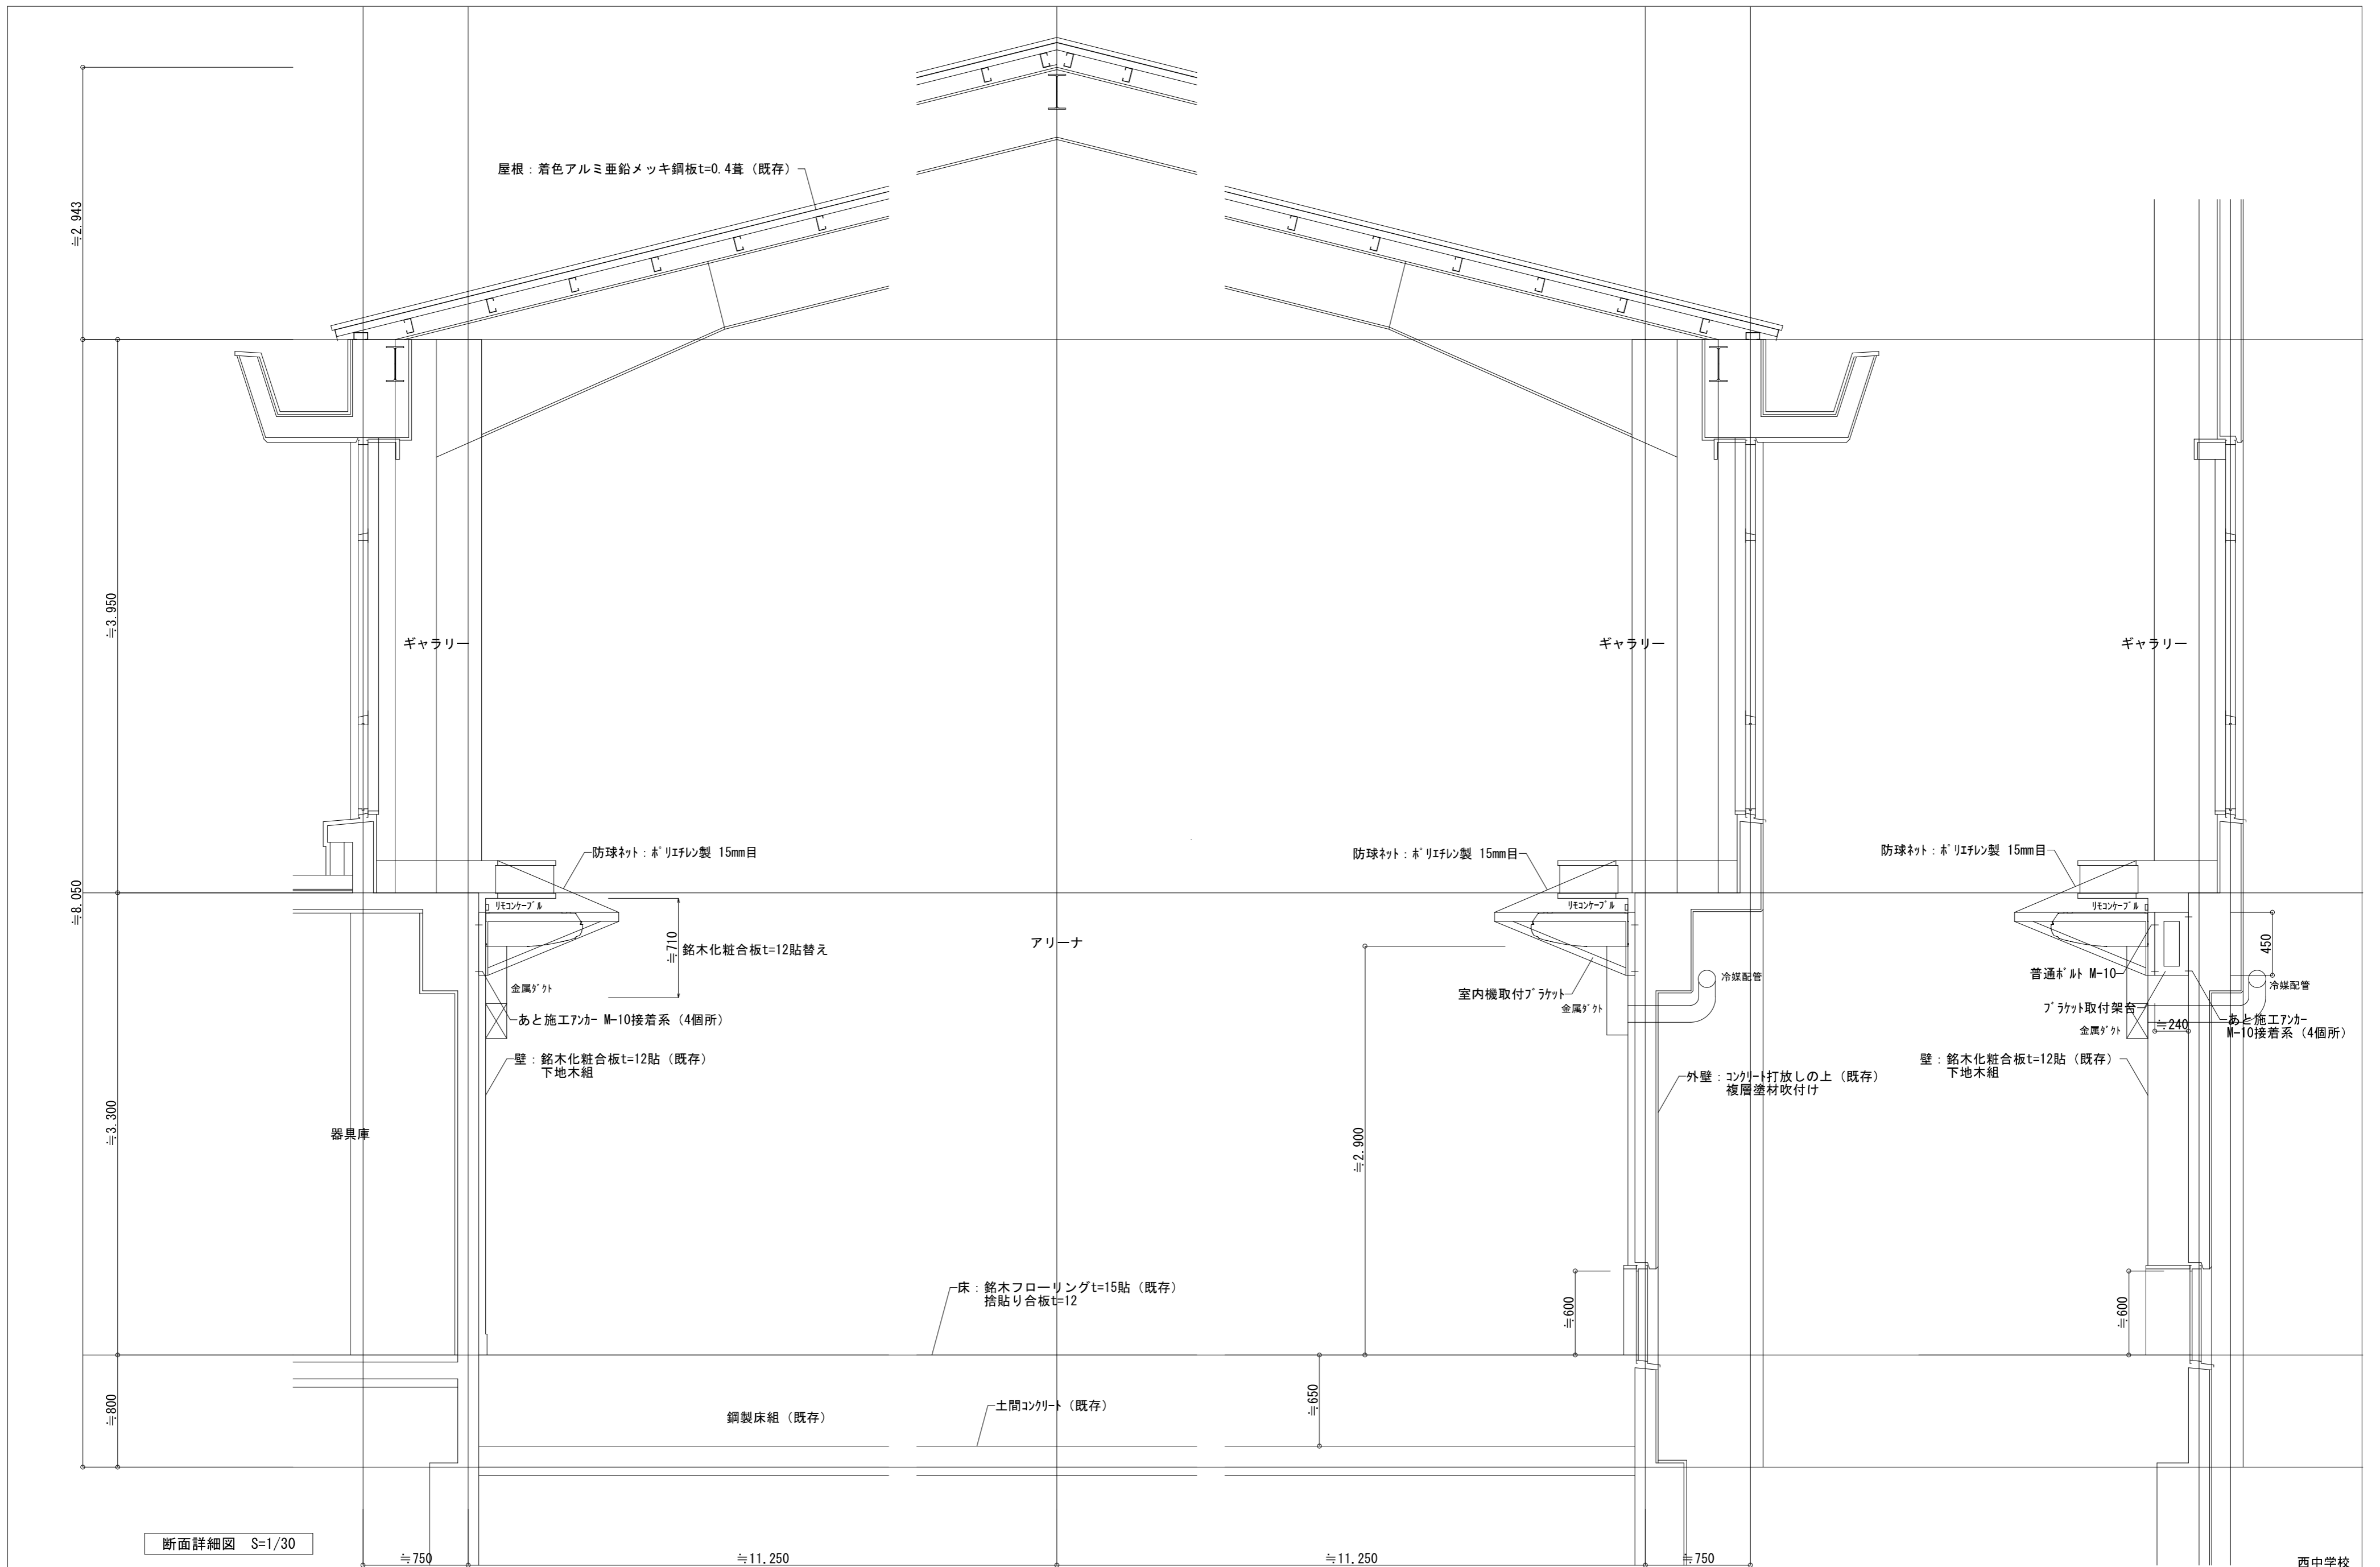 屋根：着色アルミ亜鉛メッキ鋼板t=0.4葺（既存）
≒2.943
≒3.950
≒8.050
≒3.300
≒800
ギャラリー
ギャラリー
ギャラリー
防球ネット：ﾎﾟﾘｴﾁﾚﾝ製 15mm目
防球ネット：ﾎﾟﾘｴﾁﾚﾝ製 15mm目
防球ネット：ﾎﾟﾘｴﾁﾚﾝ製 15mm目
ﾘﾓｺﾝｹｰﾌﾞﾙ
ﾘﾓｺﾝｹｰﾌﾞﾙ
ﾘﾓｺﾝｹｰﾌﾞﾙ
≒710
銘木化粧合板t=12貼替え
アリーナ
450
金属ﾀﾞｸﾄ
あと施工ｱﾝｶｰ M-10接着系（4個所）
壁：銘木化粧合板t=12貼（既存）
下地木組
室内機取付ﾌﾞﾗｹｯﾄ
金属ﾀﾞｸﾄ
冷媒配管
普通ﾎﾞﾙﾄ M-10
冷媒配管
ﾌﾞﾗｹｯﾄ取付架台
金属ﾀﾞｸﾄ
≒240
あと施工ｱﾝｶｰ
M-10接着系（4個所）
外壁：ｺﾝｸﾘｰﾄ打放しの上（既存）
複層塗材吹付け
壁：銘木化粧合板t=12貼（既存）
下地木組
器具庫
≒2.900
床：銘木フローリングt=15貼（既存）
捨貼り合板t=12
≒600
≒600
≒650
鋼製床組（既存）
土間ｺﾝｸﾘｰﾄ（既存）
断面詳細図　S=1/30
≒750
≒11.250
≒11.250
≒750
西中学校